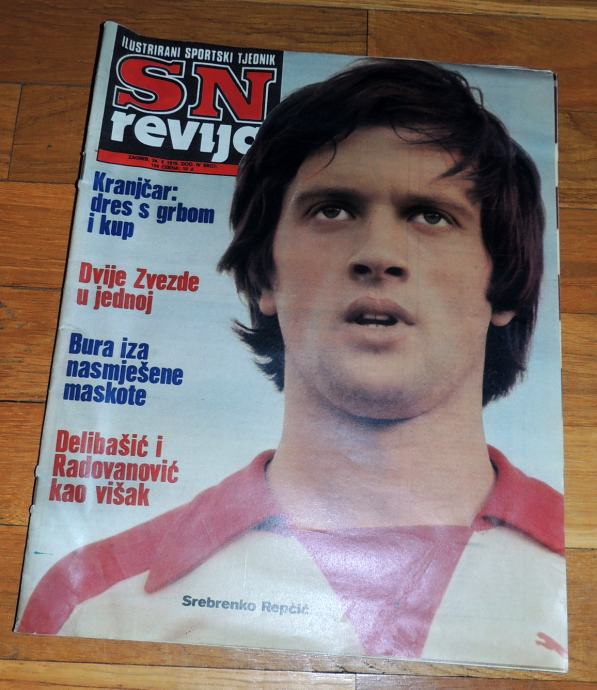 ILUSTRIRANI SPORTSKI TJEDNIK
SN
revija
Kranjčar:
dres s grbom
i kup
Dvije Zvezde
u jednoj
Bura iza
nasmješene
maskote
Delibašić i
Radovanović
kao višak
Srebrenko Repčić